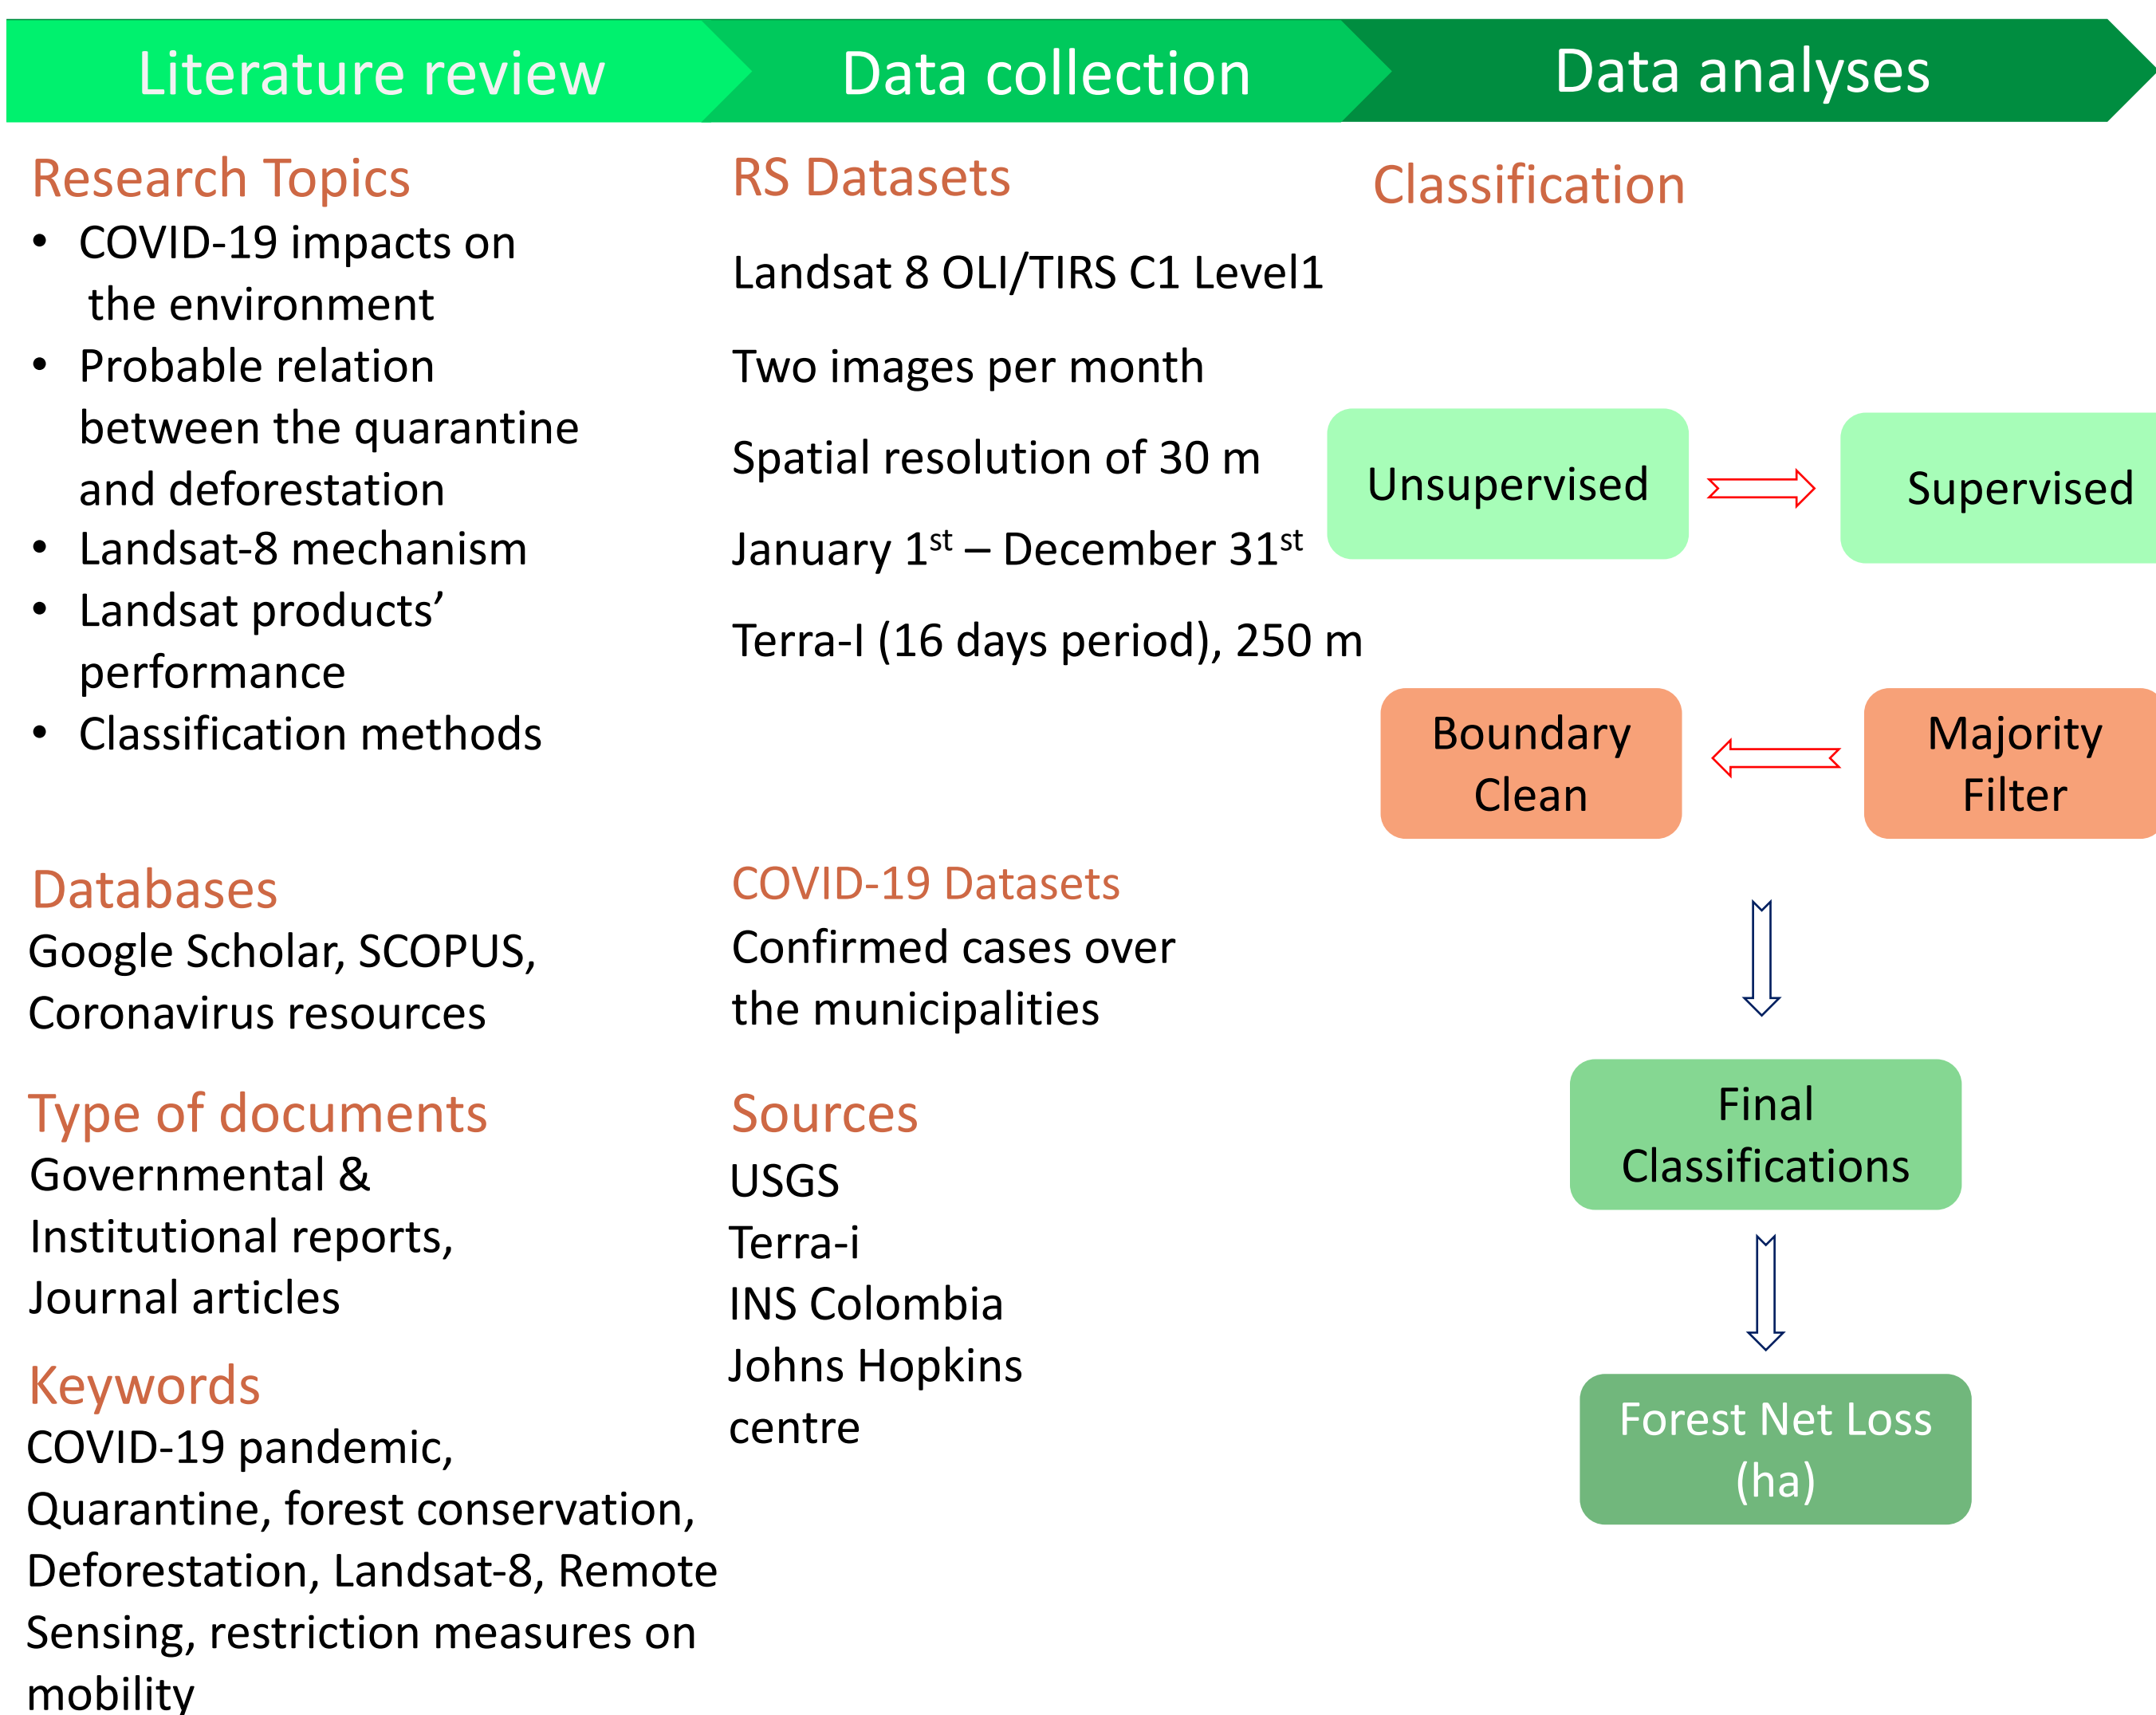 Literature review
Data collection
Data analyses
Research Topics
• COVID-19 impacts on
the environment
• Probable relation
between the quarantine
and deforestation
• Landsat-8 mechanism
• Landsat products’
performance
• Classification methods
Databases
Google Scholar, SCOPUS,
Coronavirus resources
Type of documents
Governmental &
Institutional reports,
Journal articles
Keywords
COVID-19 pandemic,
Quarantine, forest conservation,
Deforestation, Landsat-8, Remote
Sensing, restriction measures on
mobility
RS Datasets
Landsat 8 OLI/TIRS C1 Level1
Two images per month
Spatial resolution of 30 m
January 1st – December 31st
Terra-I (16 days period), 250 m
COVID-19 Datasets
Confirmed cases over
the municipalities
Sources
USGS
Terra-i
INS Colombia
Johns Hopkins
centre
Classification
Unsupervised
Supervised
Boundary
Clean
Majority
Filter
Final
Classifications
Forest Net Loss
(ha)